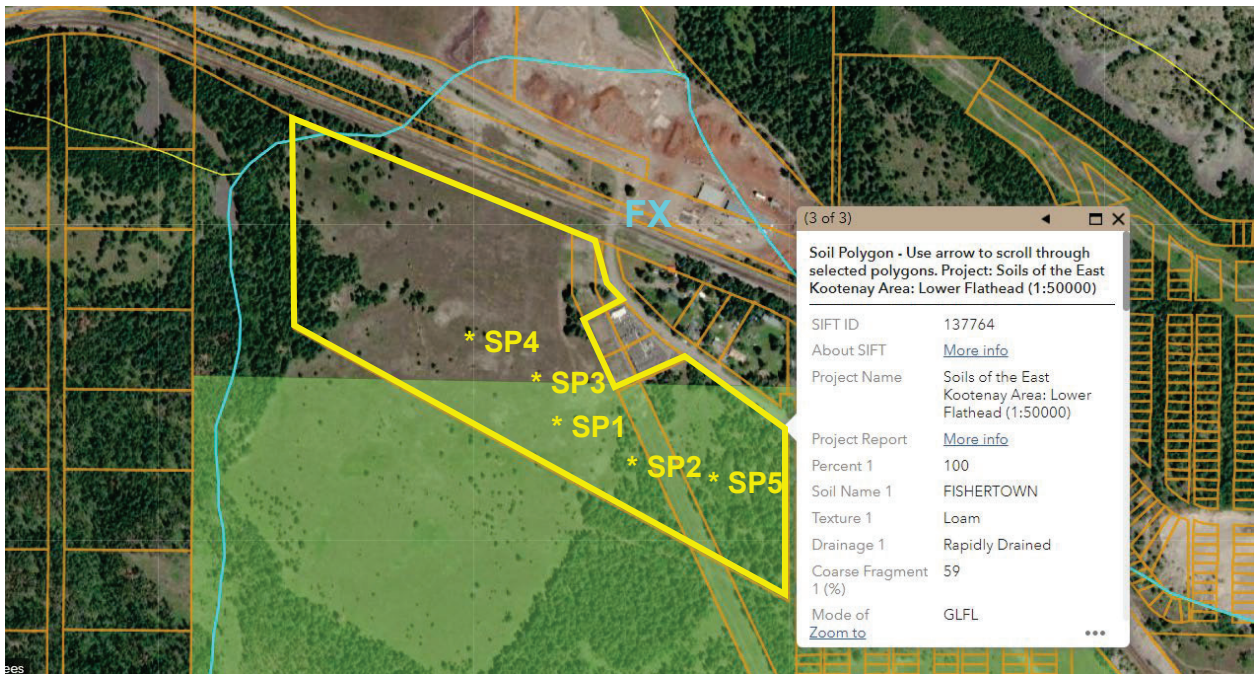 FX
(3 of 3)
Soil Polygon - Use arrow to scroll through
selected polygons. Project: Soils of the East
Kootenay Area: Lower Flathead (1:50000)
SIFT ID 137764
About SIFT More info
Project Name Soils of the East
Kootenay Area: Lower
Flathead (1:50000)
Project Report More info
Percent 1 100
Soil Name 1 FISHERTOWN
Texture 1 Loam
Drainage 1 Rapidly Drained
Coarse Fragment 59
1 (%)
Mode of GLFL
Zoom to
* SP4
* SP3
* SP1
* SP2
* SP5
ees